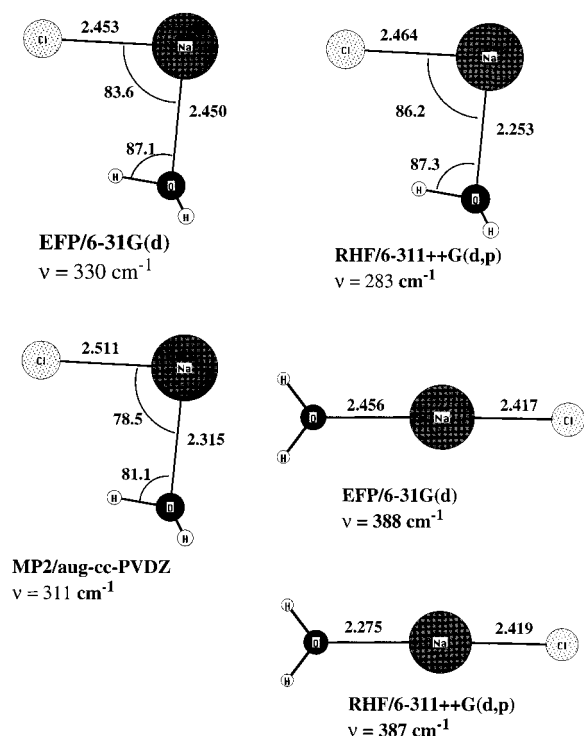 2.453
Cl
Na
83.6
2.450
87.1
H
O
H
EFP/6-31G(d)
ν = 330 cm-1
2.464
Cl
Na
86.2
2.253
87.3
H
O
H
RHF/6-311++G(d,p)
ν = 283 cm-1
2.511
Cl
Na
78.5
2.315
81.1
H
O
H
MP2/aug-cc-PVDZ
ν = 311 cm-1
H
2.456
2.417
O
Na
Cl
H
EFP/6-31G(d)
ν = 388 cm-1
H
2.275
2.419
O
Na
Cl
H
RHF/6-311++G(d,p)
ν = 387 cm-1